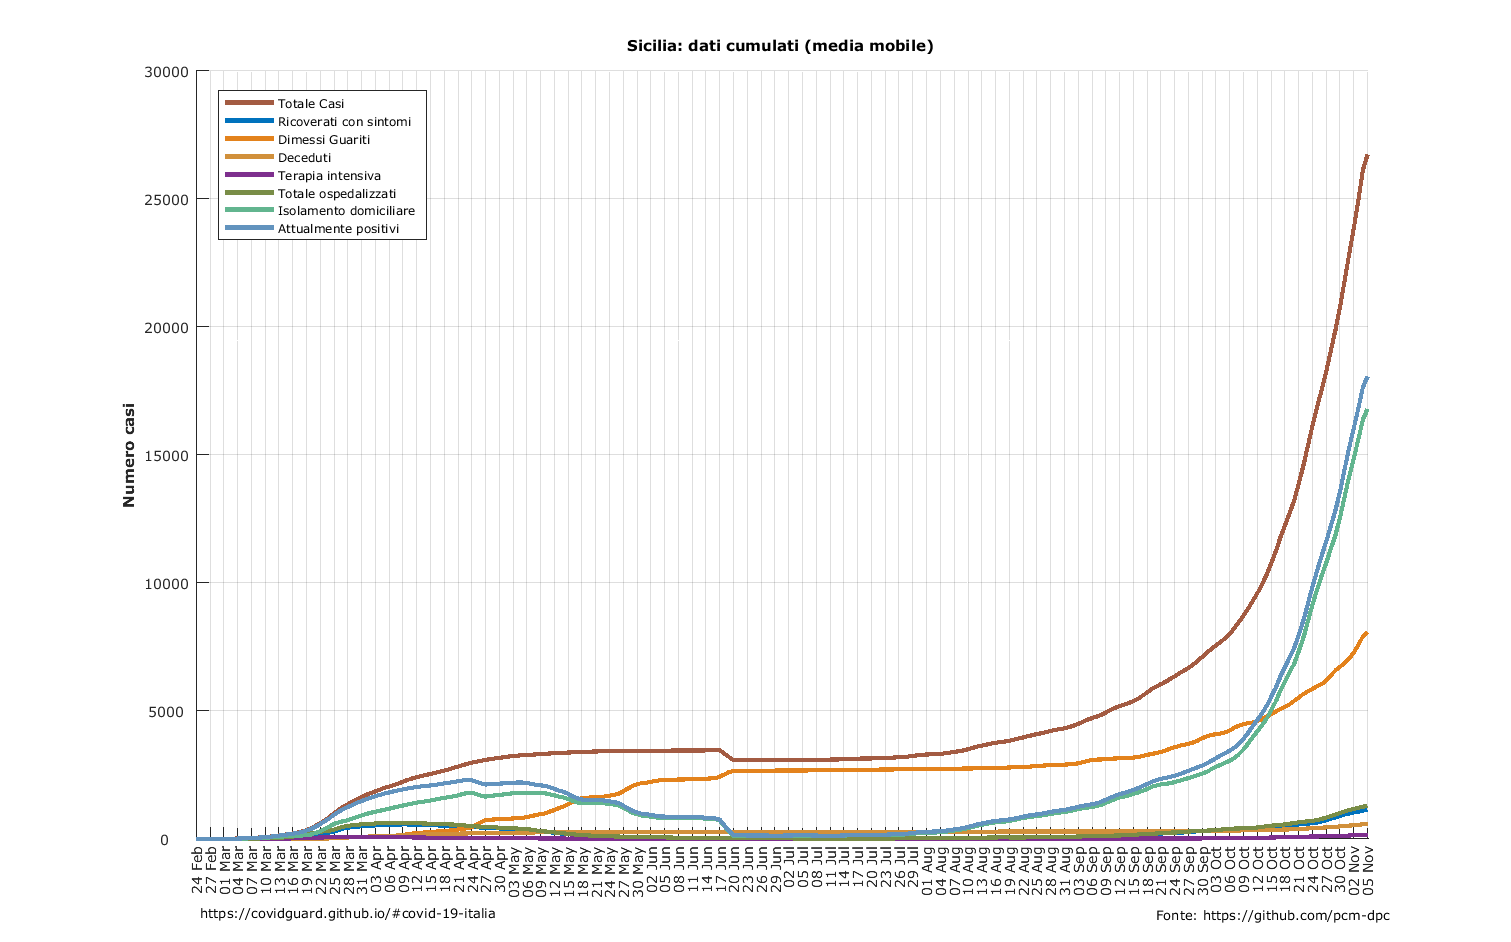 Sicilia: dati cumulati (media mobile)
30000
25000
20000
15000
10000
5000
0
Numero casi
Totale Casi
Ricoverati con sintomi
Dimessi Guariti
Deceduti
Terapia intensiva
Totale ospedalizzati
Isolamento domiciliare
Attualmente positivi
24 Feb
27 Feb
01 Mar
04 Mar
07 Mar
10 Mar
13 Mar
16 Mar
19 Mar
22 Mar
25 Mar
28 Mar
31 Mar
03 Apr
06 Apr
09 Apr
12 Apr
15 Apr
18 Apr
21 Apr
24 Apr
27 Apr
30 Apr
03 May
06 May
09 May
12 May
15 May
18 May
21 May
24 May
27 May
30 May
02 Jun
05 Jun
08 Jun
11 Jun
14 Jun
17 Jun
20 Jun
23 Jun
26 Jun
29 Jun
02 Jul
05 Jul
08 Jul
11 Jul
14 Jul
17 Jul
20 Jul
23 Jul
26 Jul
29 Jul
01 Aug
04 Aug
07 Aug
10 Aug
13 Aug
16 Aug
19 Aug
22 Aug
25 Aug
28 Aug
31 Aug
03 Sep
06 Sep
09 Sep
12 Sep
15 Sep
18 Sep
21 Sep
24 Sep
27 Sep
30 Sep
03 Oct
06 Oct
09 Oct
12 Oct
15 Oct
18 Oct
21 Oct
24 Oct
27 Oct
30 Oct
02 Nov
05 Nov
https://covidguard.github.io/#covid-19-italia
Fonte: https://github.com/pcm-dpc